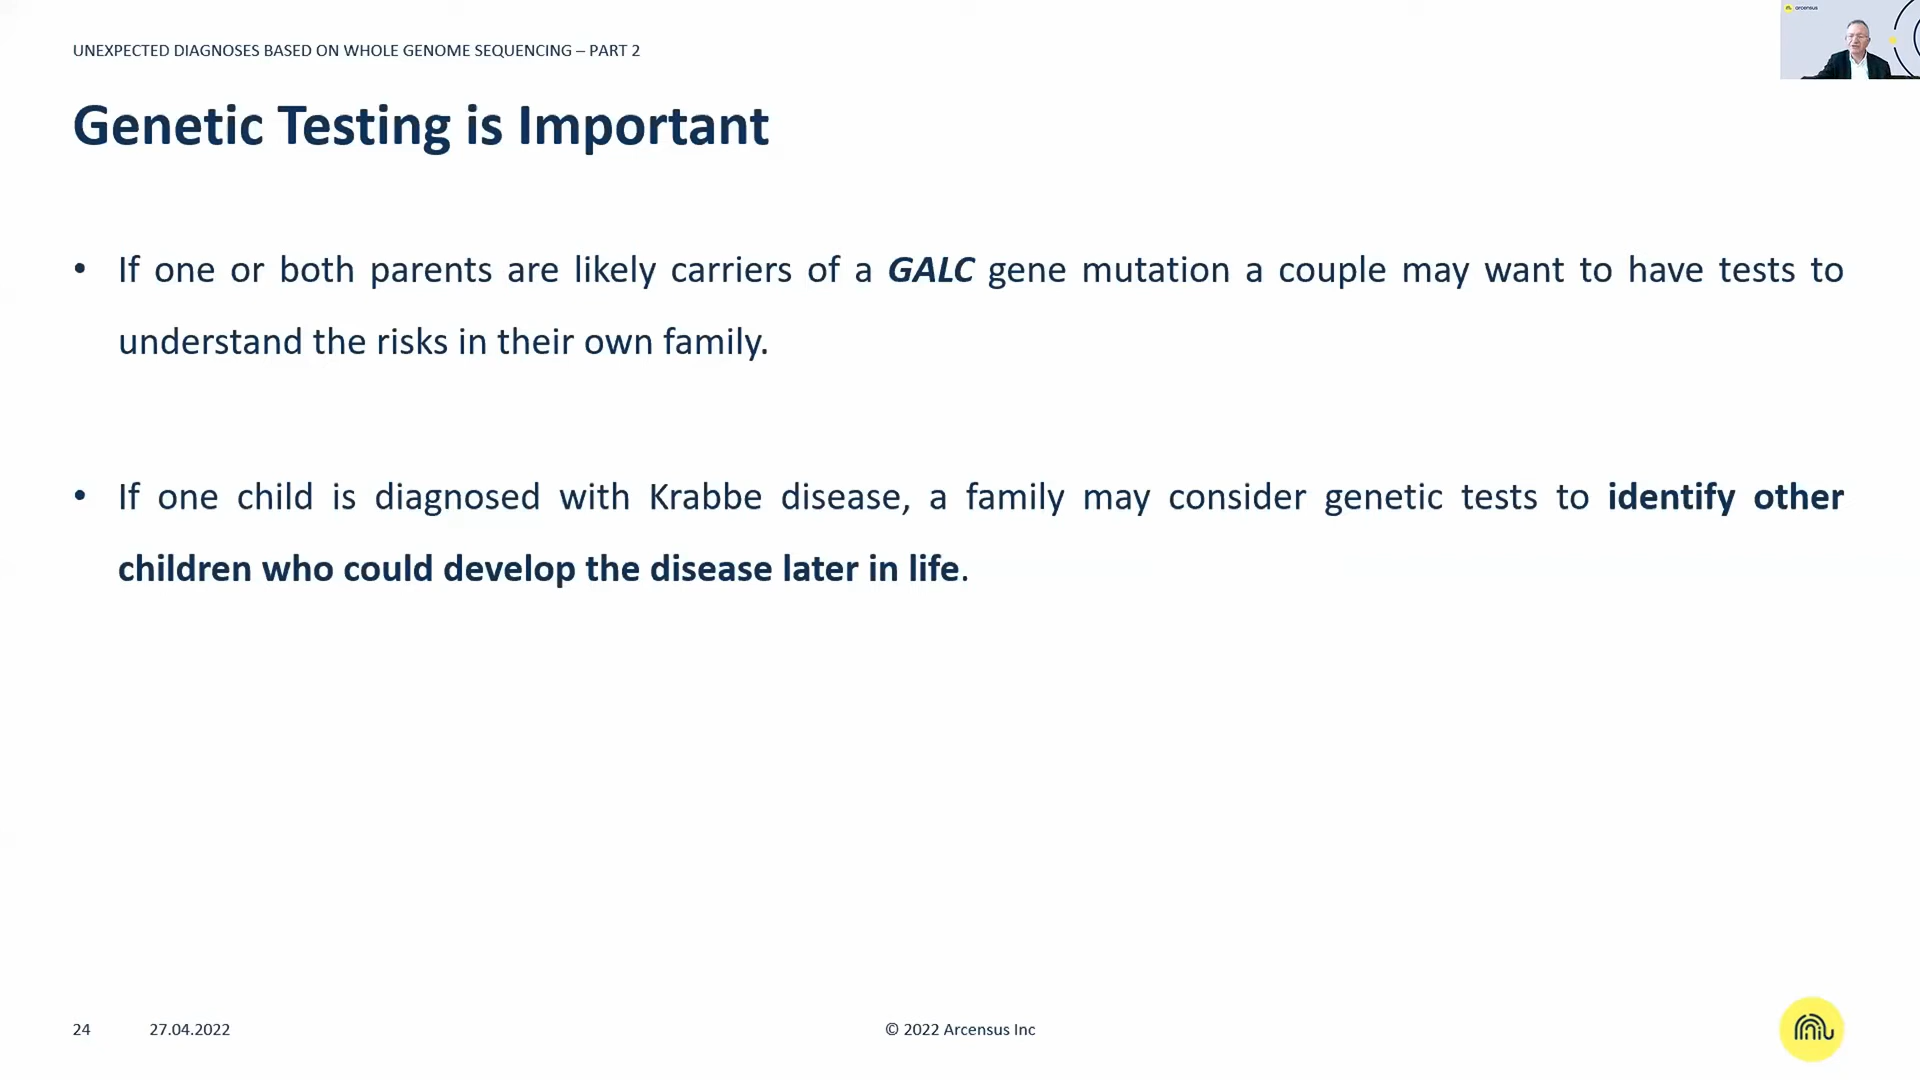 UNEXPECTED DIAGNOSES BASED ON WHOLE GENOME SEQUENCING – PART 2
arcensus
Genetic Testing is Important
• If one or both parents are likely carriers of a GALC gene mutation a couple may want to have tests to
understand the risks in their own family.
• If one child is diagnosed with Krabbe disease, a family may consider genetic tests to identify other
children who could develop the disease later in life.
24 27.04.2022 © 2022 Arcensus Inc